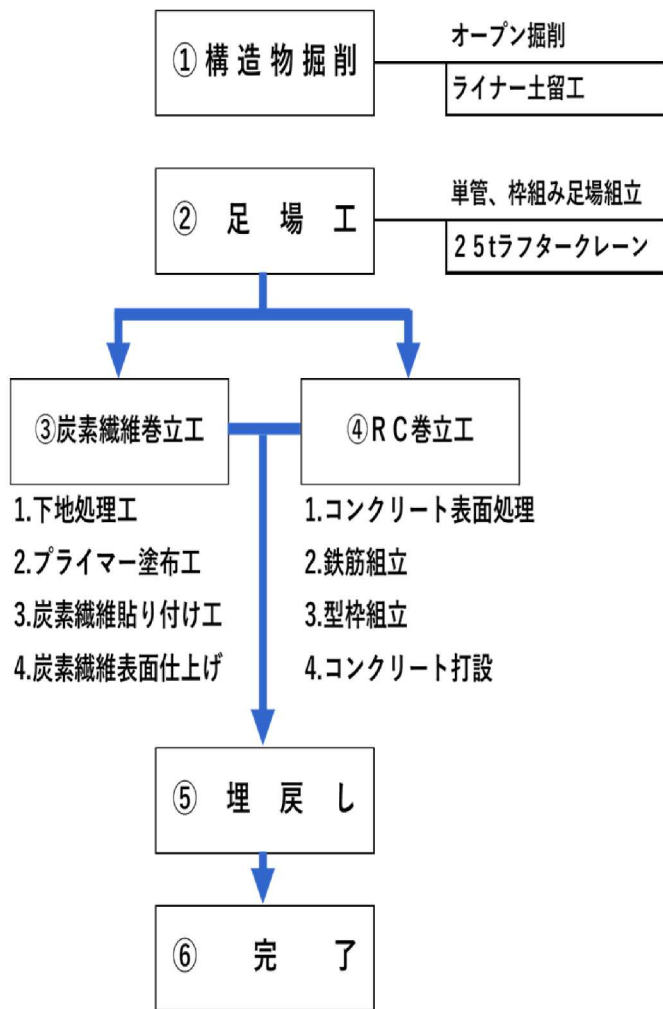 ①構造物掘削
オープン掘削
ライナー土留工
② 足場工
単管、枠組み足場組立
25tラフタークレーン
③炭素繊維巻立工
④RC巻立工
1.下地処理工
2.プライマー塗布工
3.炭素繊維貼り付け工
4.炭素繊維表面仕上げ
1.コンクリート表面処理
2.鉄筋組立
3.型枠組立
4.コンクリート打設
⑤ 埋戻し
⑥ 完了